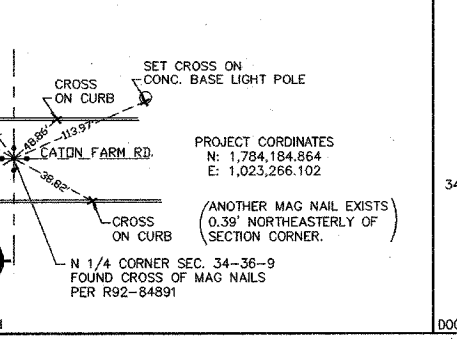 SET CROSS ON
CONC. BASE LIGHT POLE
CROSS
ON CURB
48.86'
113.97'
CATON FARM RD.
38.82'
PROJECT CORDINATES
N: 1,784,184.864
E: 1,023,266.102
34
(ANOTHER MAG NAIL EXISTS
0.39' NORTHEASTERLY OF
SECTION CORNER.)
CROSS
ON CURB
N 1/4 CORNER SEC. 34-36-9
FOUND CROSS OF MAG NAILS
PER R92-84891
DOC